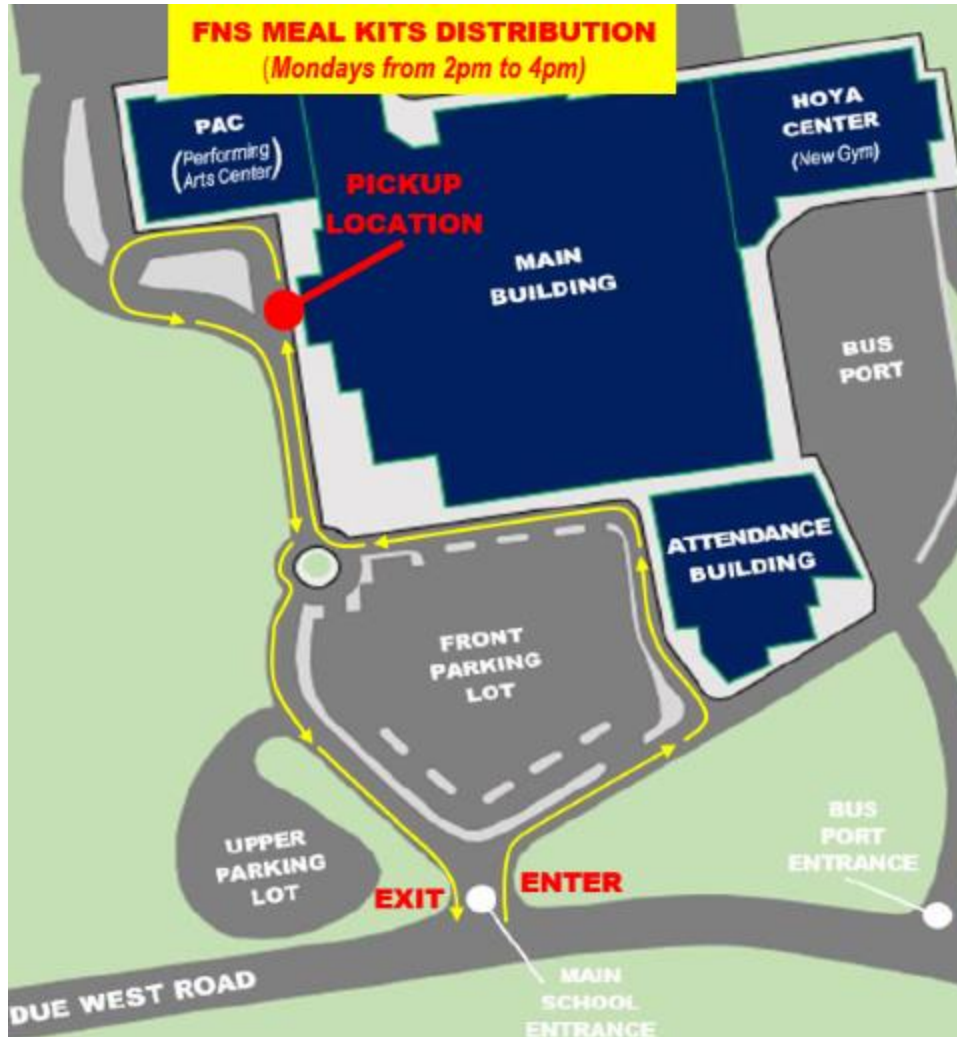 FNS MEAL KITS DISTRIBUTION
(Mondays from 2pm to 4pm)
PAC
(Performing
Arts Center)
HOYA
CENTER
(New Gym)
PICKUP
LOCATION
MAIN
BUILDING
BUS
PORT
ATTENDANCE
BUILDING
FRONT
PARKING
LOT
UPPER
PARKING
LOT
BUS
PORT
ENTRANCE
EXIT
ENTER
DUE WEST ROAD
MAIN
SCHOOL
ENTRANCE